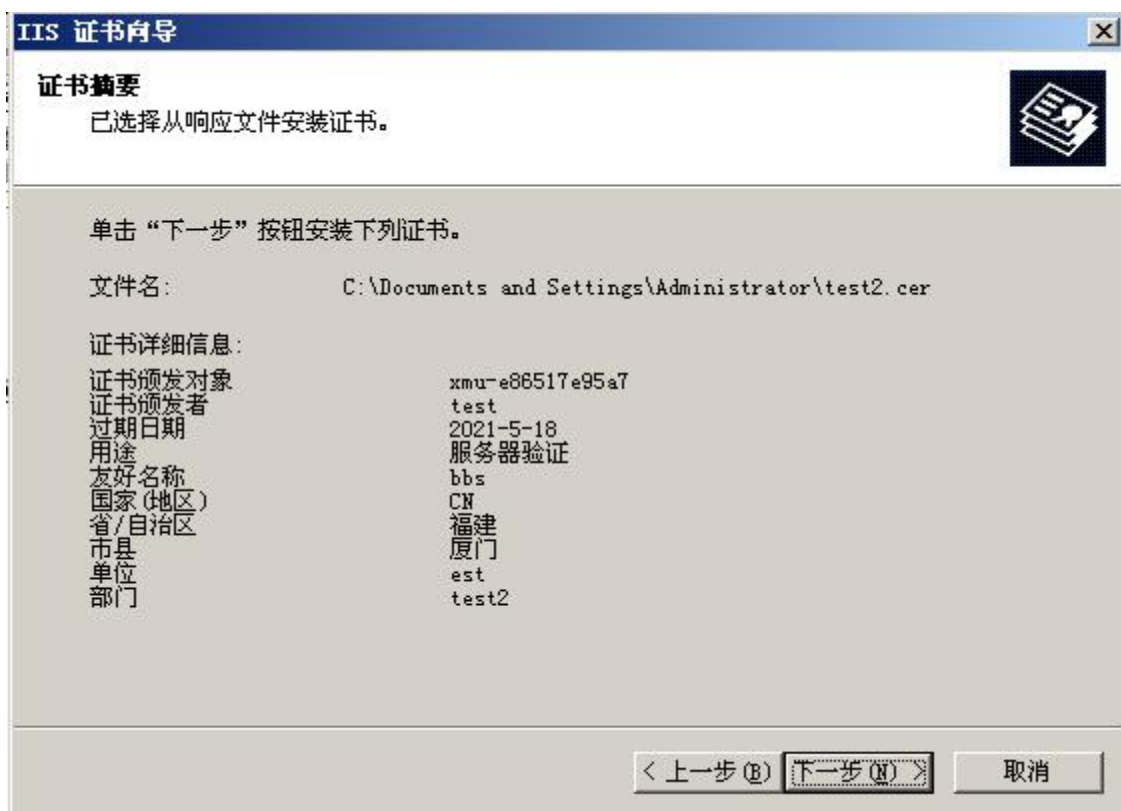 IIS 证书向导
证书摘要
已选择从响应文件安装证书。
单击“下一步”按钮安装下列证书。
文件名: C:\Documents and Settings\Administrator\test2.cer
证书详细信息:
证书颁发对象 xmu-e86517e95a7
证书颁发者 test
过期日期 2021-5-18
用途 服务器验证
友好名称 bbs
国家(地区) CN
省/自治区 福建
市县 厦门
单位 est
部门 test2
< 上一步(B) 下一步(N) > 取消